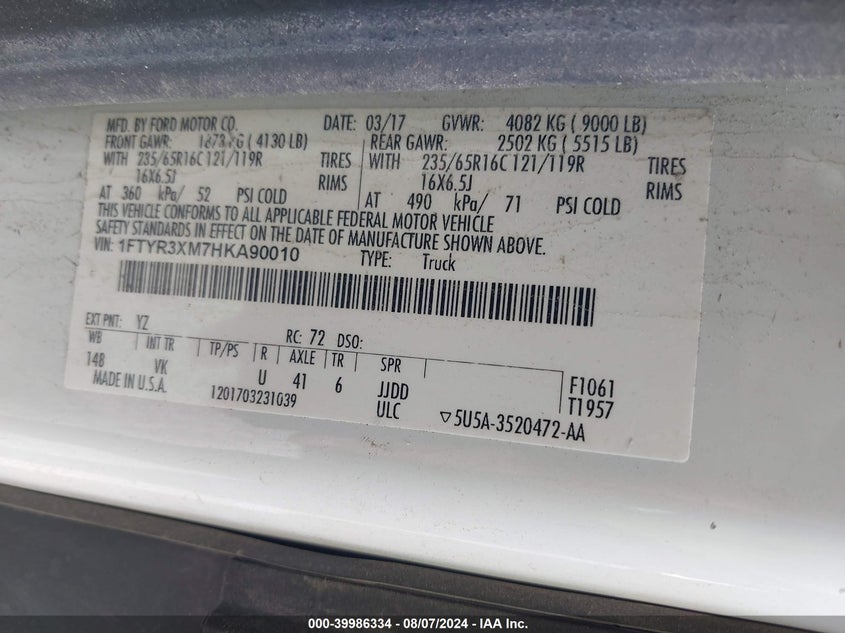 MFD. BY FORD MOTOR CO. DATE: 03/17 GVWR: 4082 KG ( 9000 LB)
FRONT GAWR: KG ( 4130 LB) REAR GAWR: 2502 KG ( 5515 LB)
WITH 235/65R16C 121/119R TIRES WITH 235/65R16C 121/119R TIRES
16X6.5J RIMS 16X6.5J RIMS
AT 360 kPa/ 52 PSI COLD AT 490 kPa/ 71 PSI COLD
THIS VEHICLE CONFORMS TO ALL APPLICABLE FEDERAL MOTOR VEHICLE
SAFETY STANDARDS IN EFFECT ON THE DATE OF MANUFACTURE SHOWN ABOVE.
VIN: 1FTYR3XM7HKA90010 TYPE: Truck
EXT PNT: YZ RC: 72 DSO:
WB INT TR TP/PS R AXLE TR SPR
148 VK U 41 6 JJDD F1061
MADE IN U.S.A. 1201703231039 ULC T1957
▽5U5A-3520472-AA
000-39986334 — 08/07/2024 — US.IAAI.COM